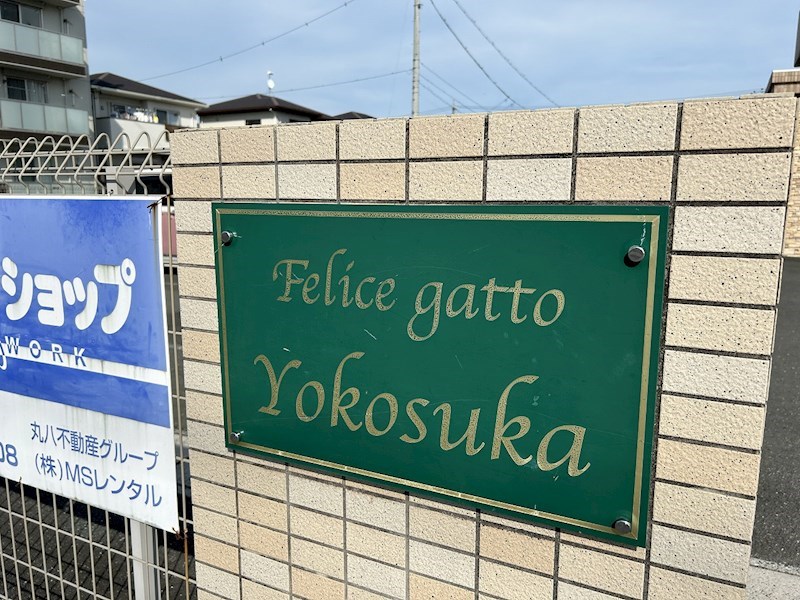 Felice gatto
Yokosuka
ショップ
WORK
丸八不動産グループ
08
(株)MSレンタル